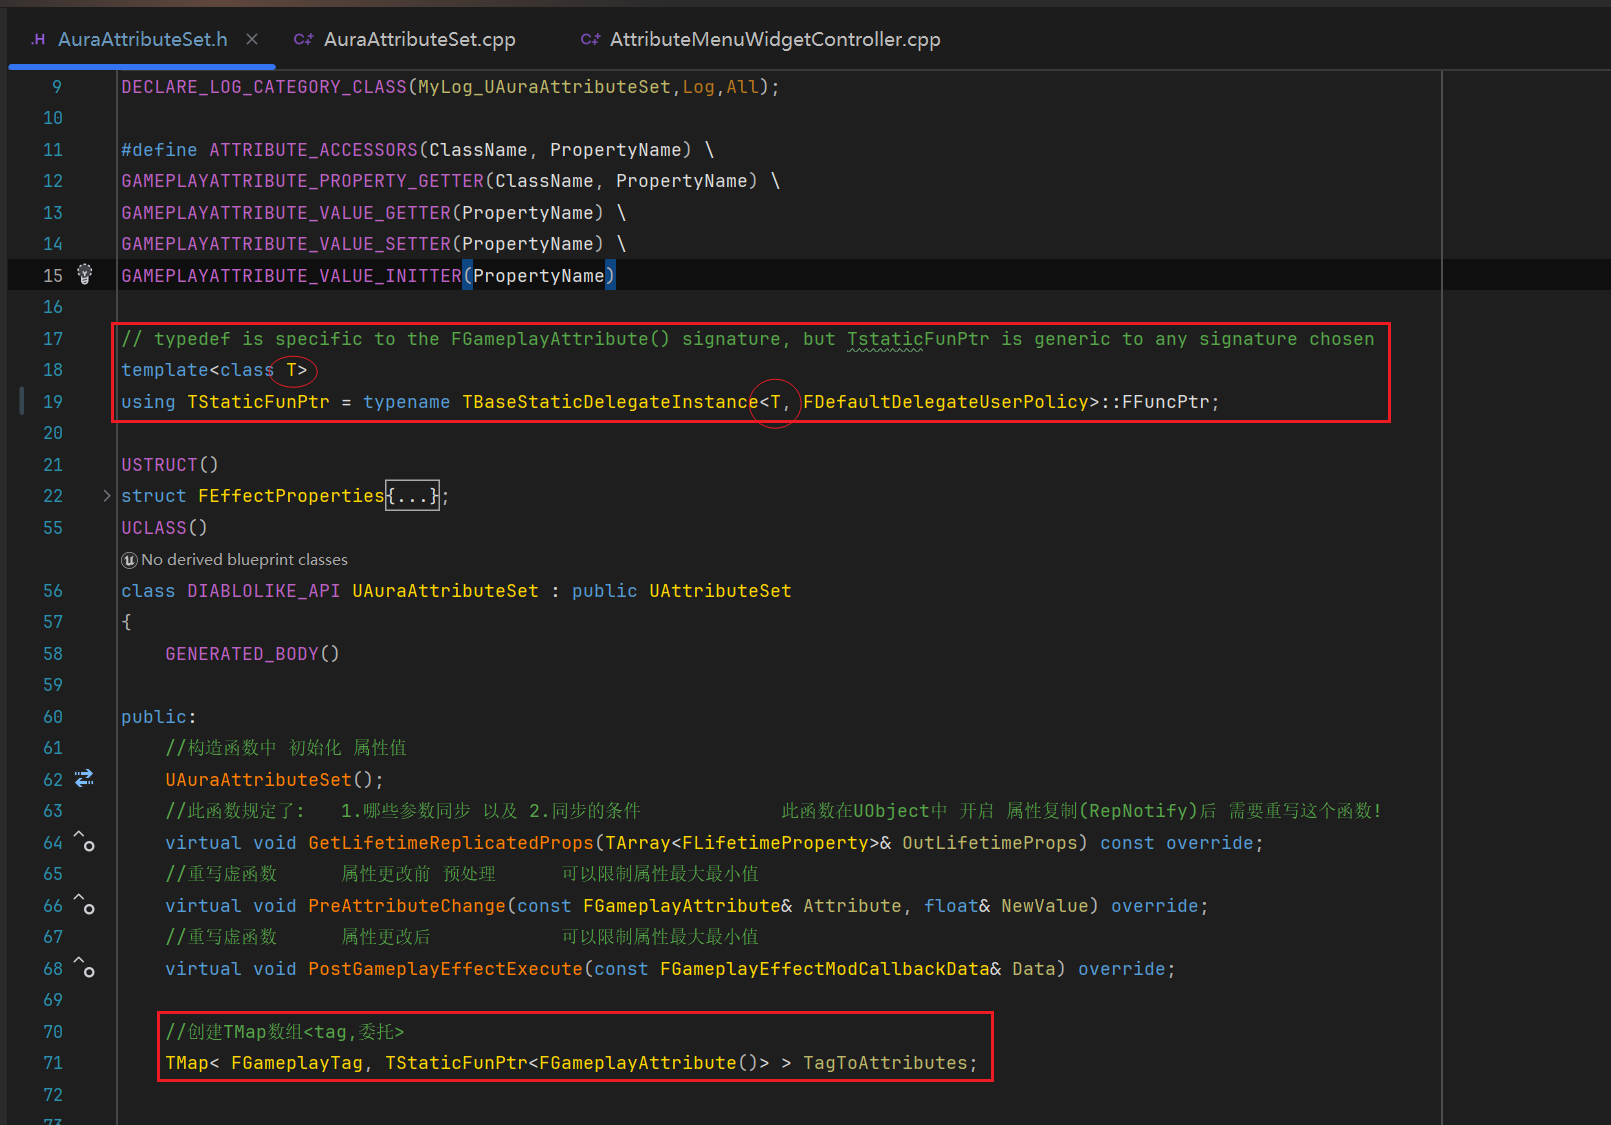 .H AuraAttributeSet.h × C++ AuraAttributeSet.cpp C++ AttributeMenuWidgetController.cpp
9 DECLARE_LOG_CATEGORY_CLASS(MyLog_UAuraAttributeSet,Log,All);
10
11 #define ATTRIBUTE_ACCESSORS(ClassName, PropertyName) \
12 GAMEPLAYATTRIBUTE_PROPERTY_GETTER(ClassName, PropertyName) \
13 GAMEPLAYATTRIBUTE_VALUE_GETTER(PropertyName) \
14 GAMEPLAYATTRIBUTE_VALUE_SETTER(PropertyName) \
15 GAMEPLAYATTRIBUTE_VALUE_INITTER(PropertyName)
16
17 // typedef is specific to the FGameplayAttribute() signature, but TstaticFunPtr is generic to any signature chosen
18 template<class T>
19 using TStaticFunPtr = typename TBaseStaticDelegateInstance<T, FDefaultDelegateUserPolicy>::FFuncPtr;
20
21 USTRUCT()
22 struct FEffectProperties{...};
55 UCLASS()
No derived blueprint classes
56 class DIABLOLIKE_API UAuraAttributeSet : public UAttributeSet
57 {
58 GENERATED_BODY()
59
60 public:
61 //构造函数中 初始化 属性值
62 UAuraAttributeSet();
63 //此函数规定了: 1.哪些参数同步 以及 2.同步的条件 此函数在UObject中 开启 属性复制(RepNotify)后 需要重写这个函数!
64 virtual void GetLifetimeReplicatedProps(TArray<FLifetimeProperty>& OutLifetimeProps) const override;
65 //重写虚函数 属性更改前 预处理 可以限制属性最大最小值
66 virtual void PreAttributeChange(const FGameplayAttribute& Attribute, float& NewValue) override;
67 //重写虚函数 属性更改后 可以限制属性最大最小值
68 virtual void PostGameplayEffectExecute(const FGameplayEffectModCallbackData& Data) override;
69
70 //创建TMap数组<tag,委托>
71 TMap< FGameplayTag, TStaticFunPtr<FGameplayAttribute()> > TagToAttributes;
72
73